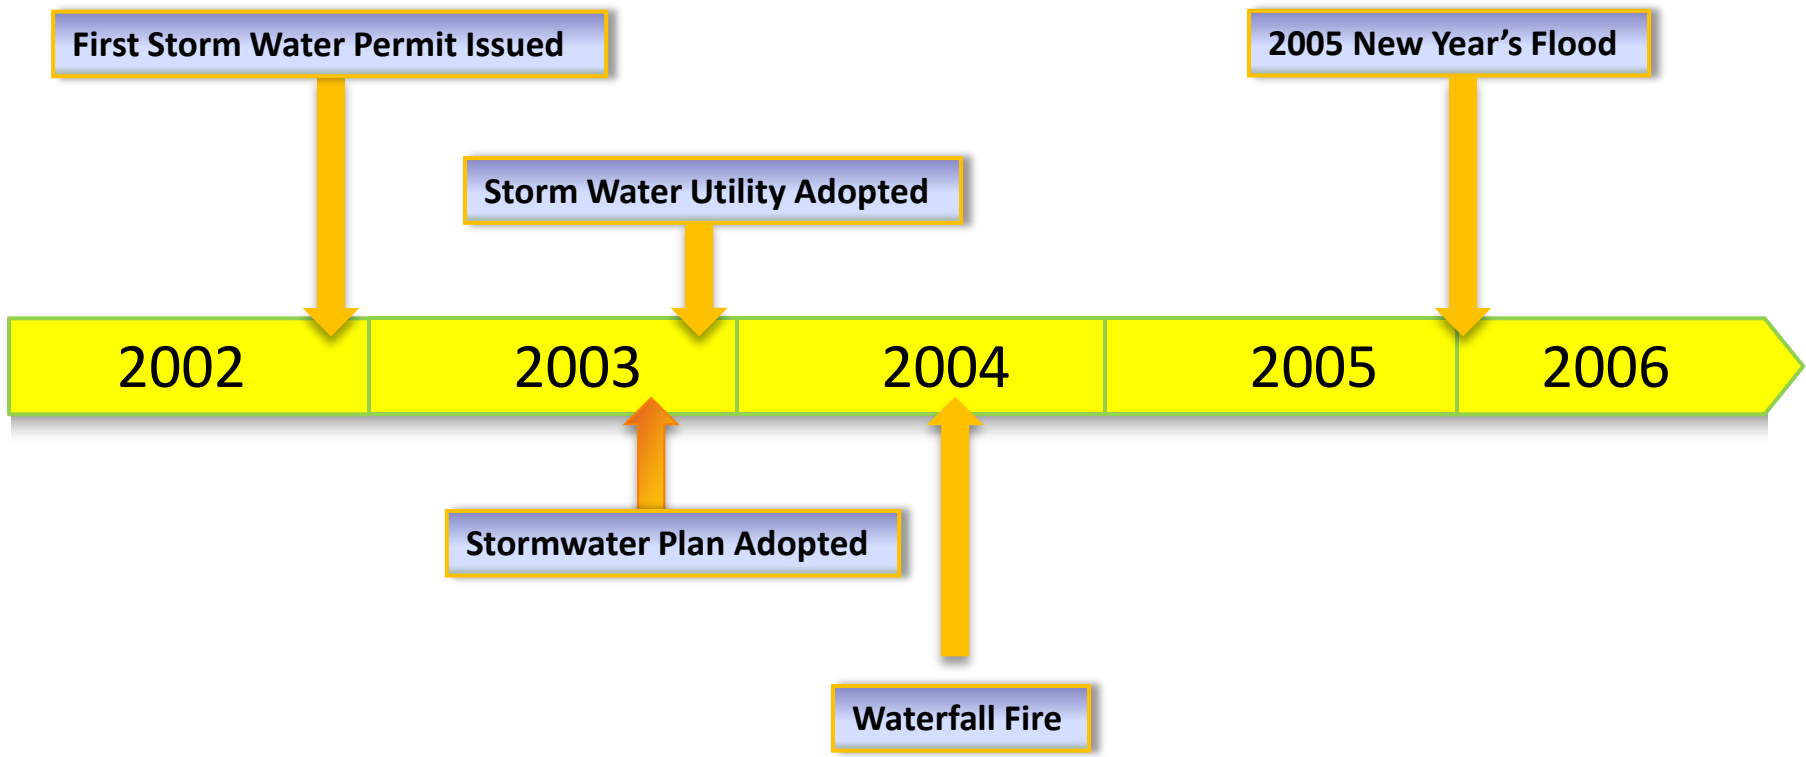 First Storm Water Permit Issued
2005 New Year’s Flood
Storm Water Utility Adopted
2002
2003
2004
2005
2006
Stormwater Plan Adopted
Waterfall Fire